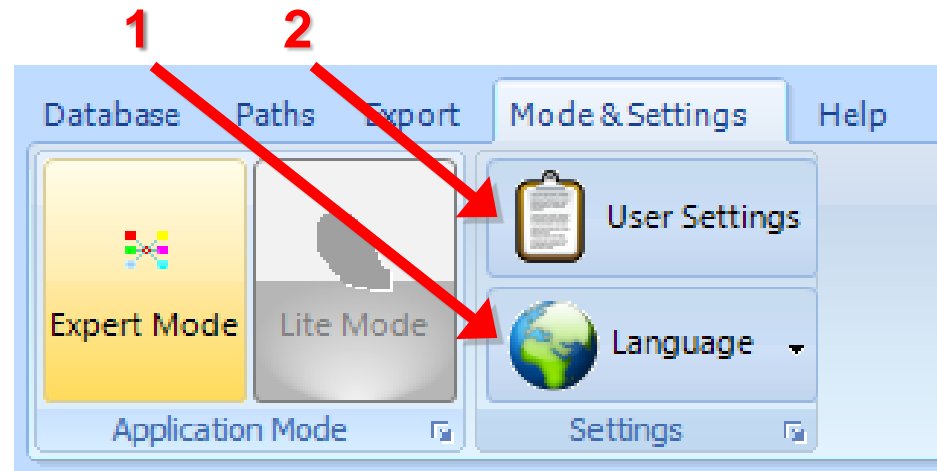 1 2
Database Paths Export Mode & Settings Help
User Settings
Expert Mode Lite Mode Language
Application Mode Settings